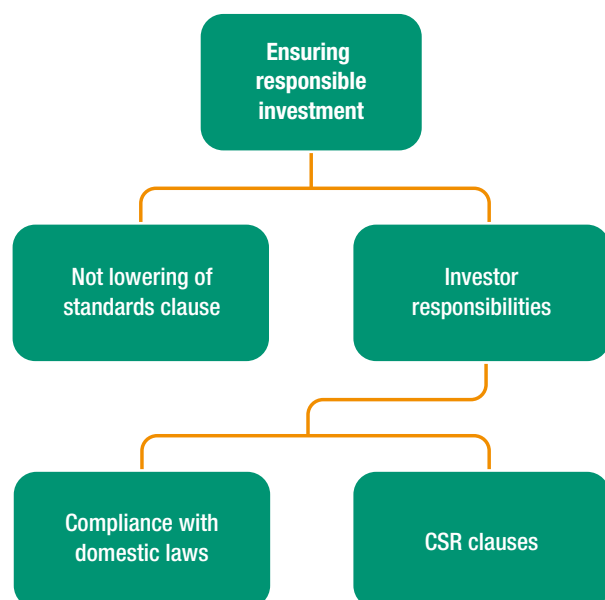 Ensuring
responsible
investment
Not lowering of
standards clause
Investor
responsibilities
Compliance with
domestic laws
CSR clauses